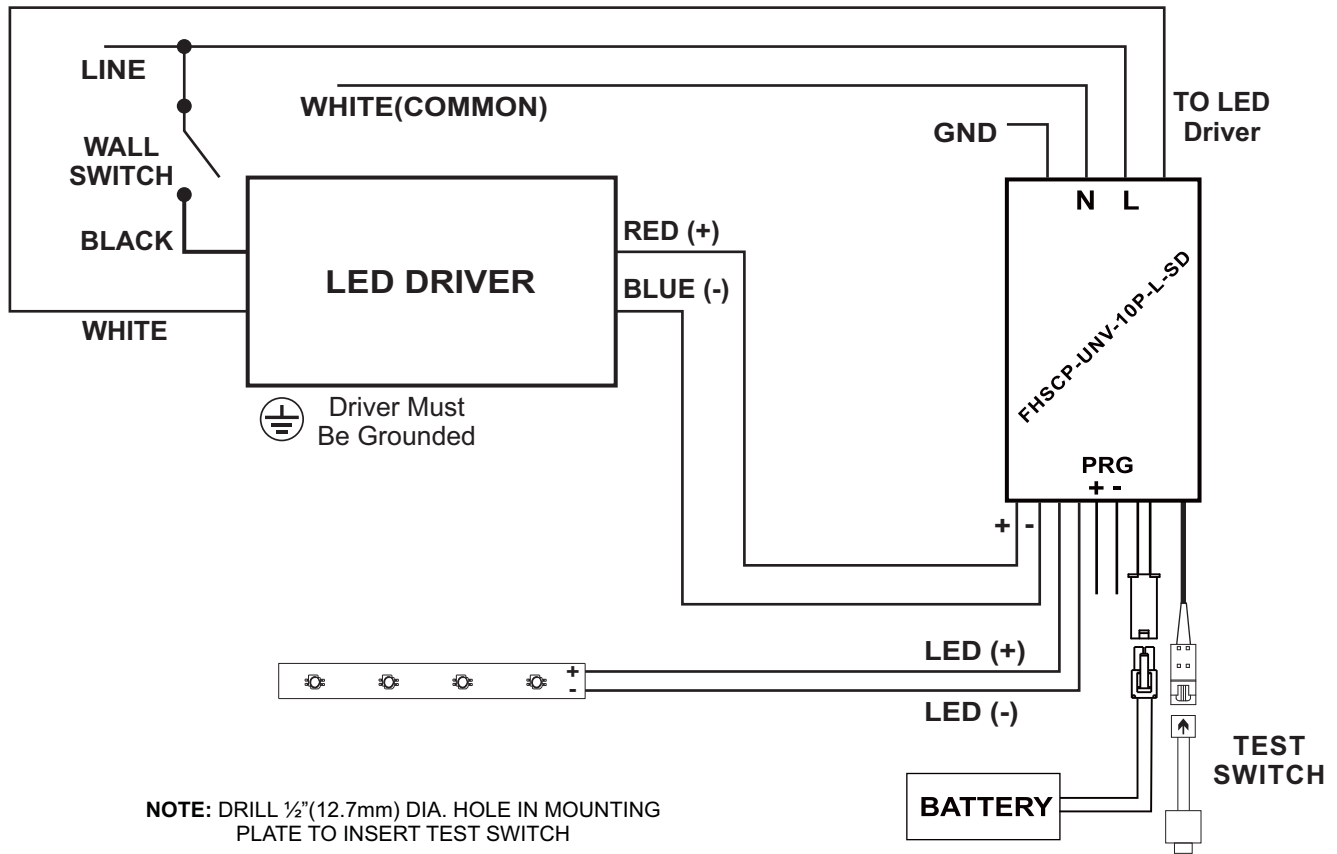 LINE
WHITE(COMMON)
TO LED
Driver
GND
WALL
SWITCH
N L
BLACK
RED (+)
LED DRIVER
BLUE (-)
WHITE
FHSCP-UNV-10P-L-SD
Driver Must
Be Grounded
PRG
+ -
+ -
LED (+)
+
-
LED (-)
TEST
SWITCH
BATTERY
NOTE: DRILL ½”(12.7mm) DIA. HOLE IN MOUNTING
PLATE TO INSERT TEST SWITCH